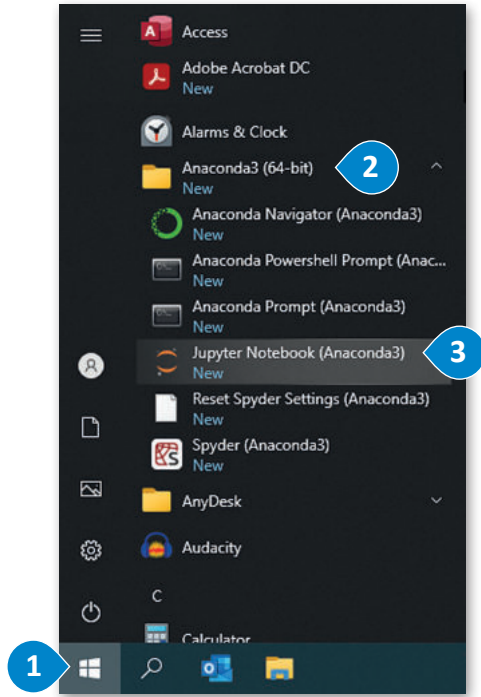 Access
Adobe Acrobat DC
New
Alarms & Clock
Anaconda3 (64-bit)
2
New
Anaconda Navigator (Anaconda3)
New
Anaconda Powershell Prompt (Anac...
New
Anaconda Prompt (Anaconda3)
New
Jupyter Notebook (Anaconda3)
3
New
Reset Spyder Settings (Anaconda3)
New
Spyder (Anaconda3)
New
AnyDesk
Audacity
C
Calculator
1